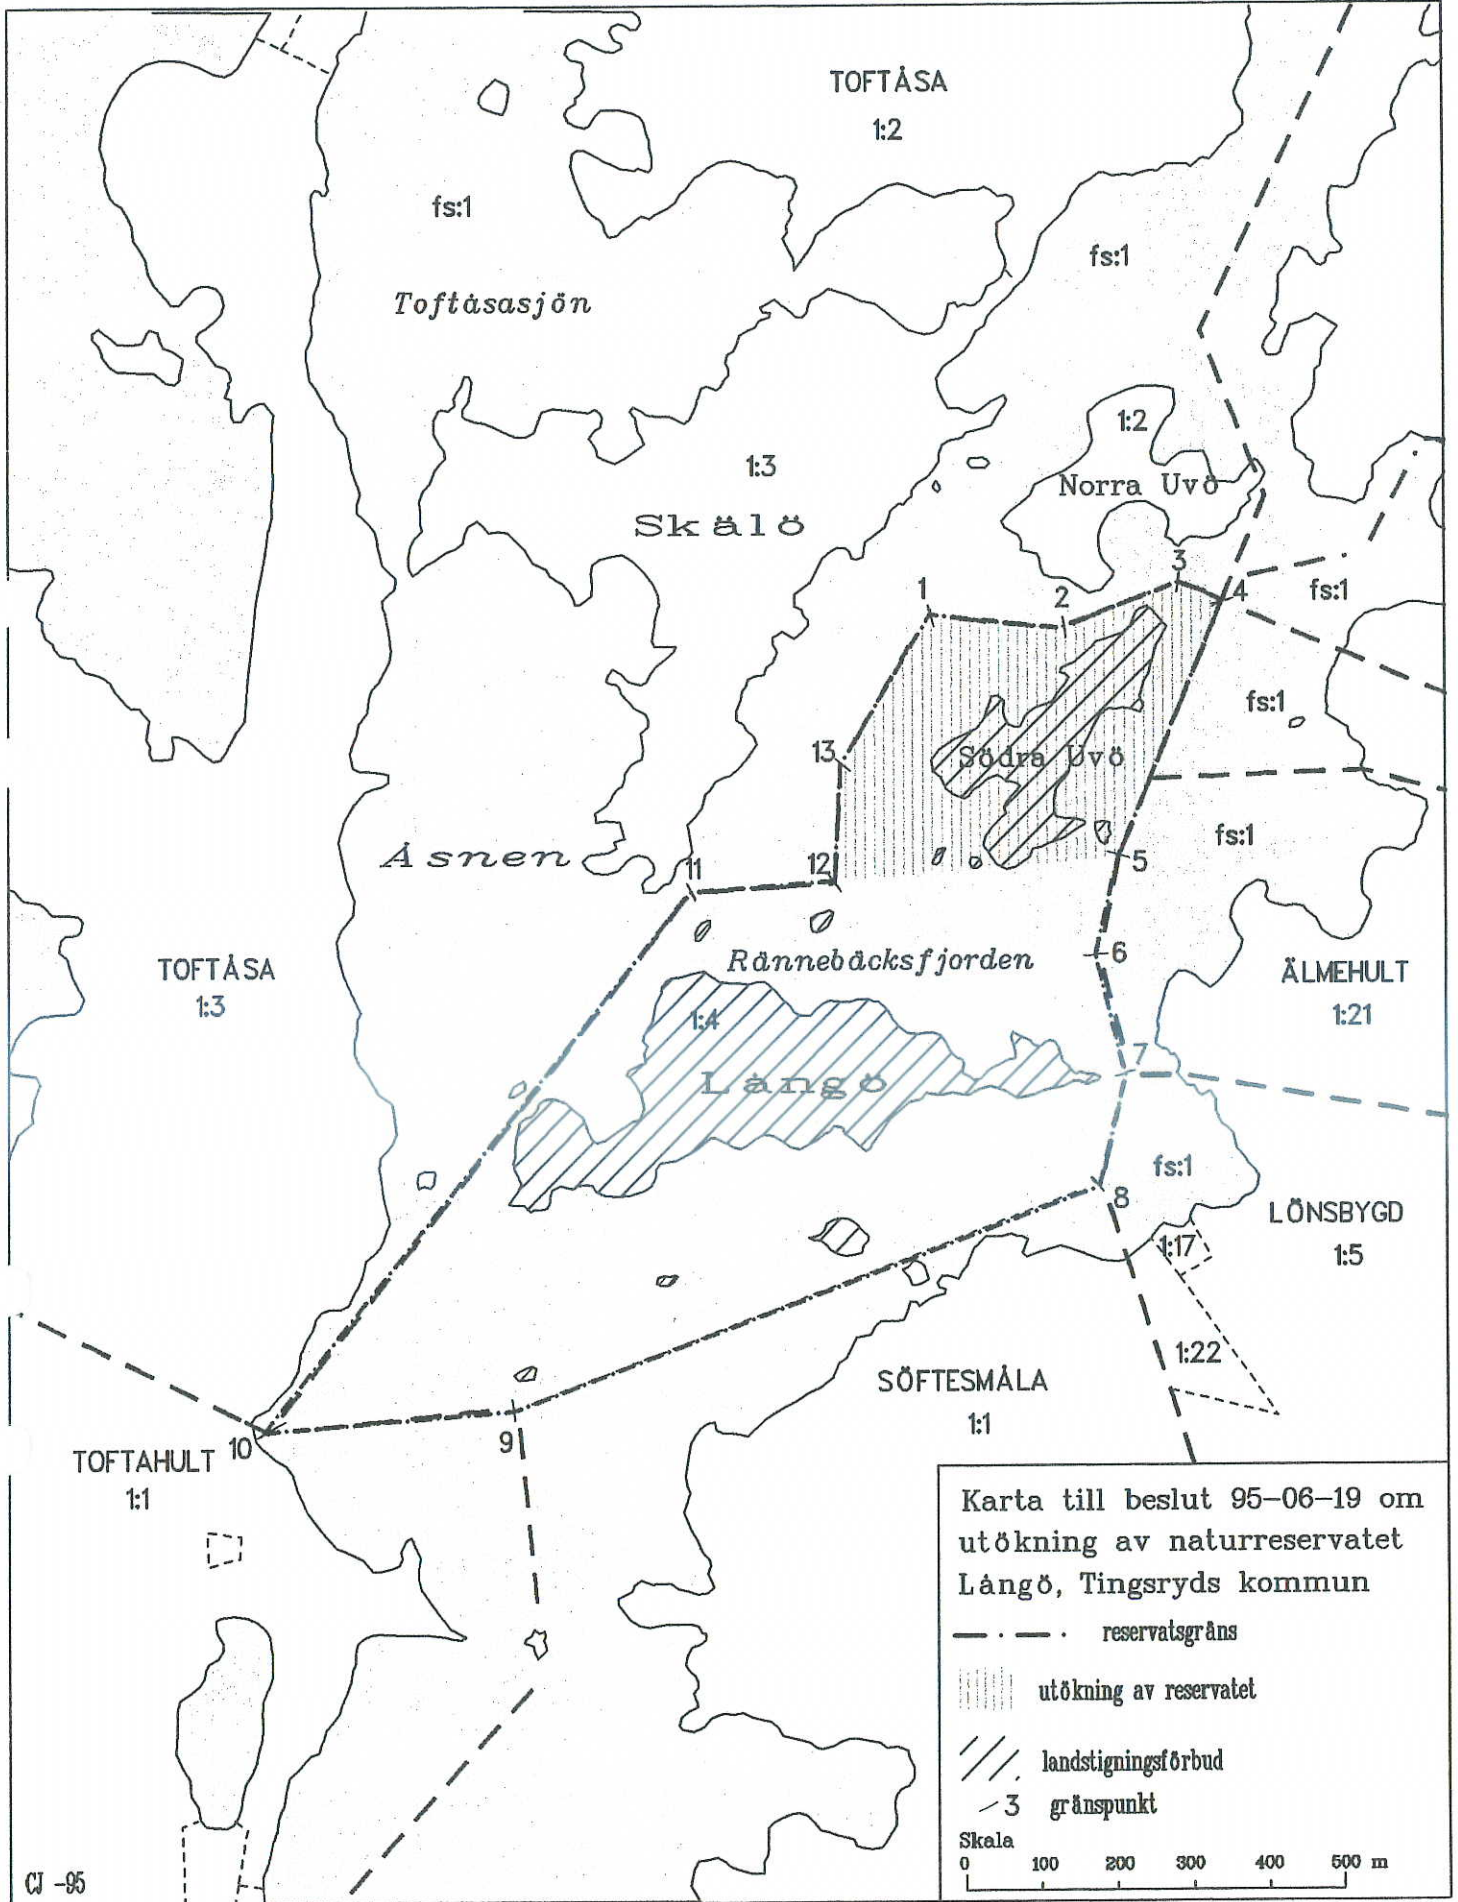 TOFTÅSA
1:2
fs:1
fs:1
Toftåsasjön
1:2
1:3
Norra Uvö
Skälö
3
1
2
4
fs:1
fs:1
13
Södra Uvö
fs:1
Åsnen
11
12
5
Rännebäcksfjorden
6
TOFTÅSA
1:3
ÄLMEHULT
1:21
1:4
7
Långö
fs:1
8
LÖNSBYGD
1:5
1:17
1:22
SÖFTESMÅLA
1:1
10
9
TOFTAHULT
1:1
Karta till beslut 95-06-19 om
utökning av naturreservatet
Långö, Tingsryds kommun
reservatsgräns
utökning av reservatet
landstigningsförbud
3 gränspunkt
Skala
0 100 200 300 400 500 m
CJ -95